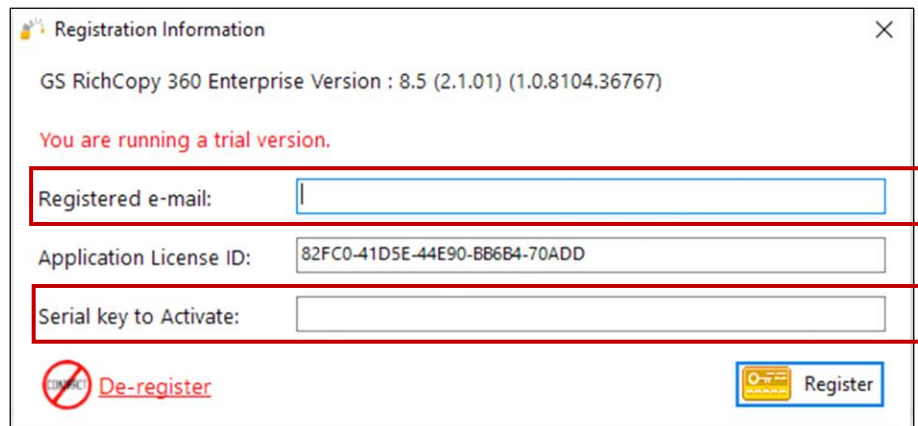 Registration Information
GS RichCopy 360 Enterprise Version : 8.5 (2.1.01) (1.0.8104.36767)
You are running a trial version.
Registered e-mail:
Application License ID: 82FC0-41D5E-44E90-BB6B4-70ADD
Serial key to Activate:
CONTRACT De-register
Register